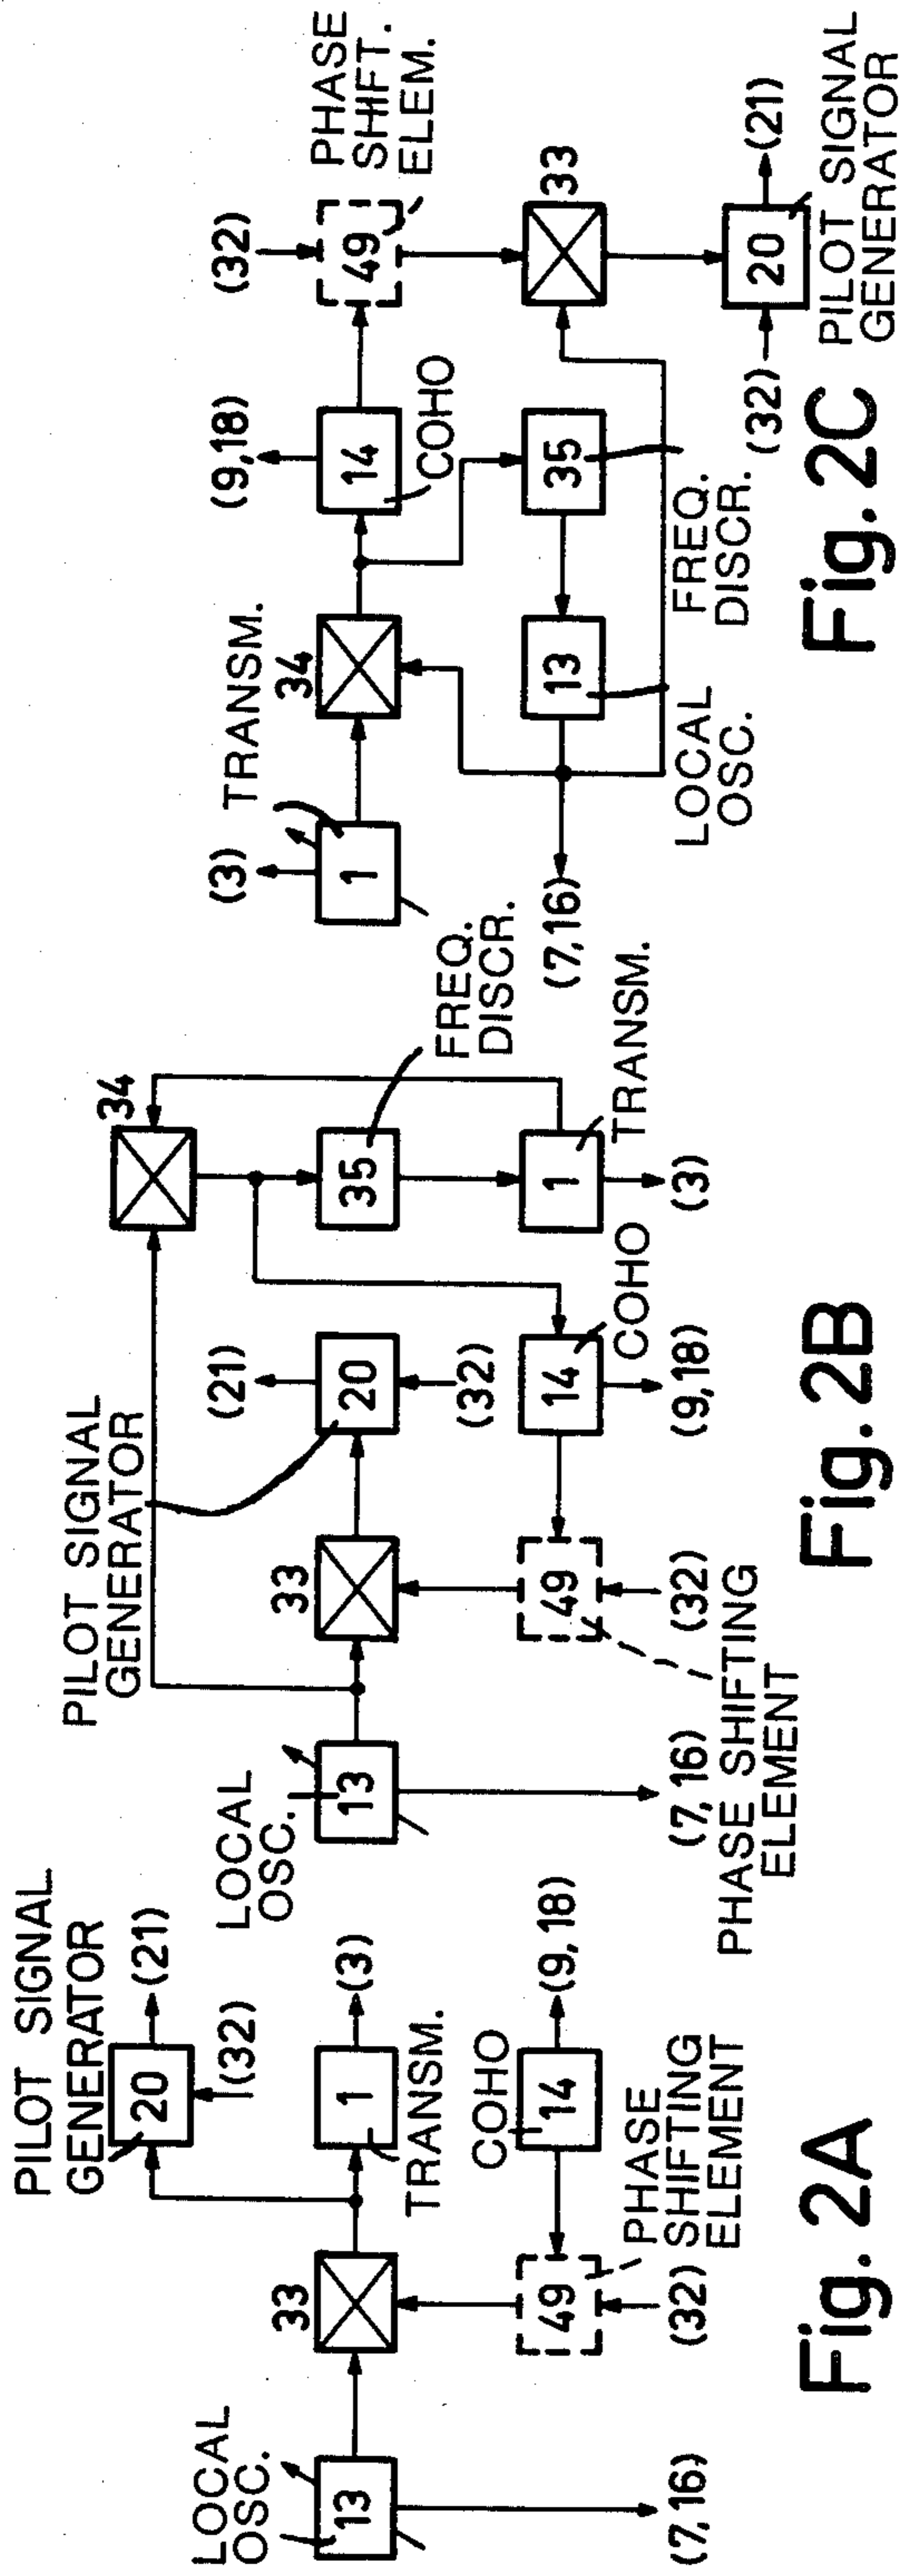 PILOT SIGNAL
GENERATOR
20
(21)
(32)
LOCAL
OSC.
13
33
1
(3)
TRANSM.
COHO
14
(9,18)
49
PHASE
SHIFTING
ELEMENT
(32)
(7,16)
Fig. 2A
PILOT SIGNAL
GENERATOR
34
(21)
LOCAL
OSC.
13
33
20
35
FREQ.
DISCR.
(32)
49
14
COHO
1
TRANSM.
(32)
(9,18)
(3)
(7,16)
PHASE SHIFTING
ELEMENT
Fig. 2B
(3)
TRANSM.
(9,18)
(32)
PHASE
SHIFT.
ELEM.
1
34
14
COHO
49
13
35
33
(7,16)
LOCAL
OSC.
FREQ.
DISCR.
(32)
20
(21)
PILOT SIGNAL
GENERATOR
Fig. 2C